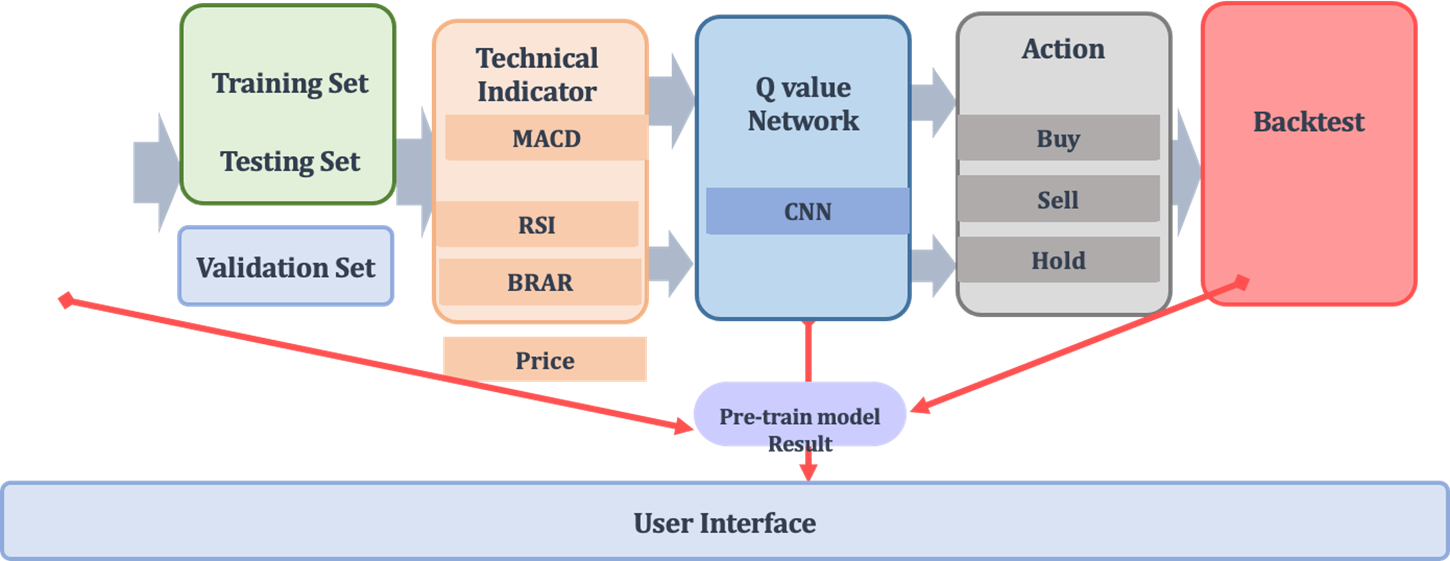 Training Set
Testing Set
Validation Set
Technical
Indicator
MACD
RSI
BRAR
Price
Q value
Network
CNN
Action
Buy
Sell
Hold
Backtest
Pre-train model
Result
User Interface